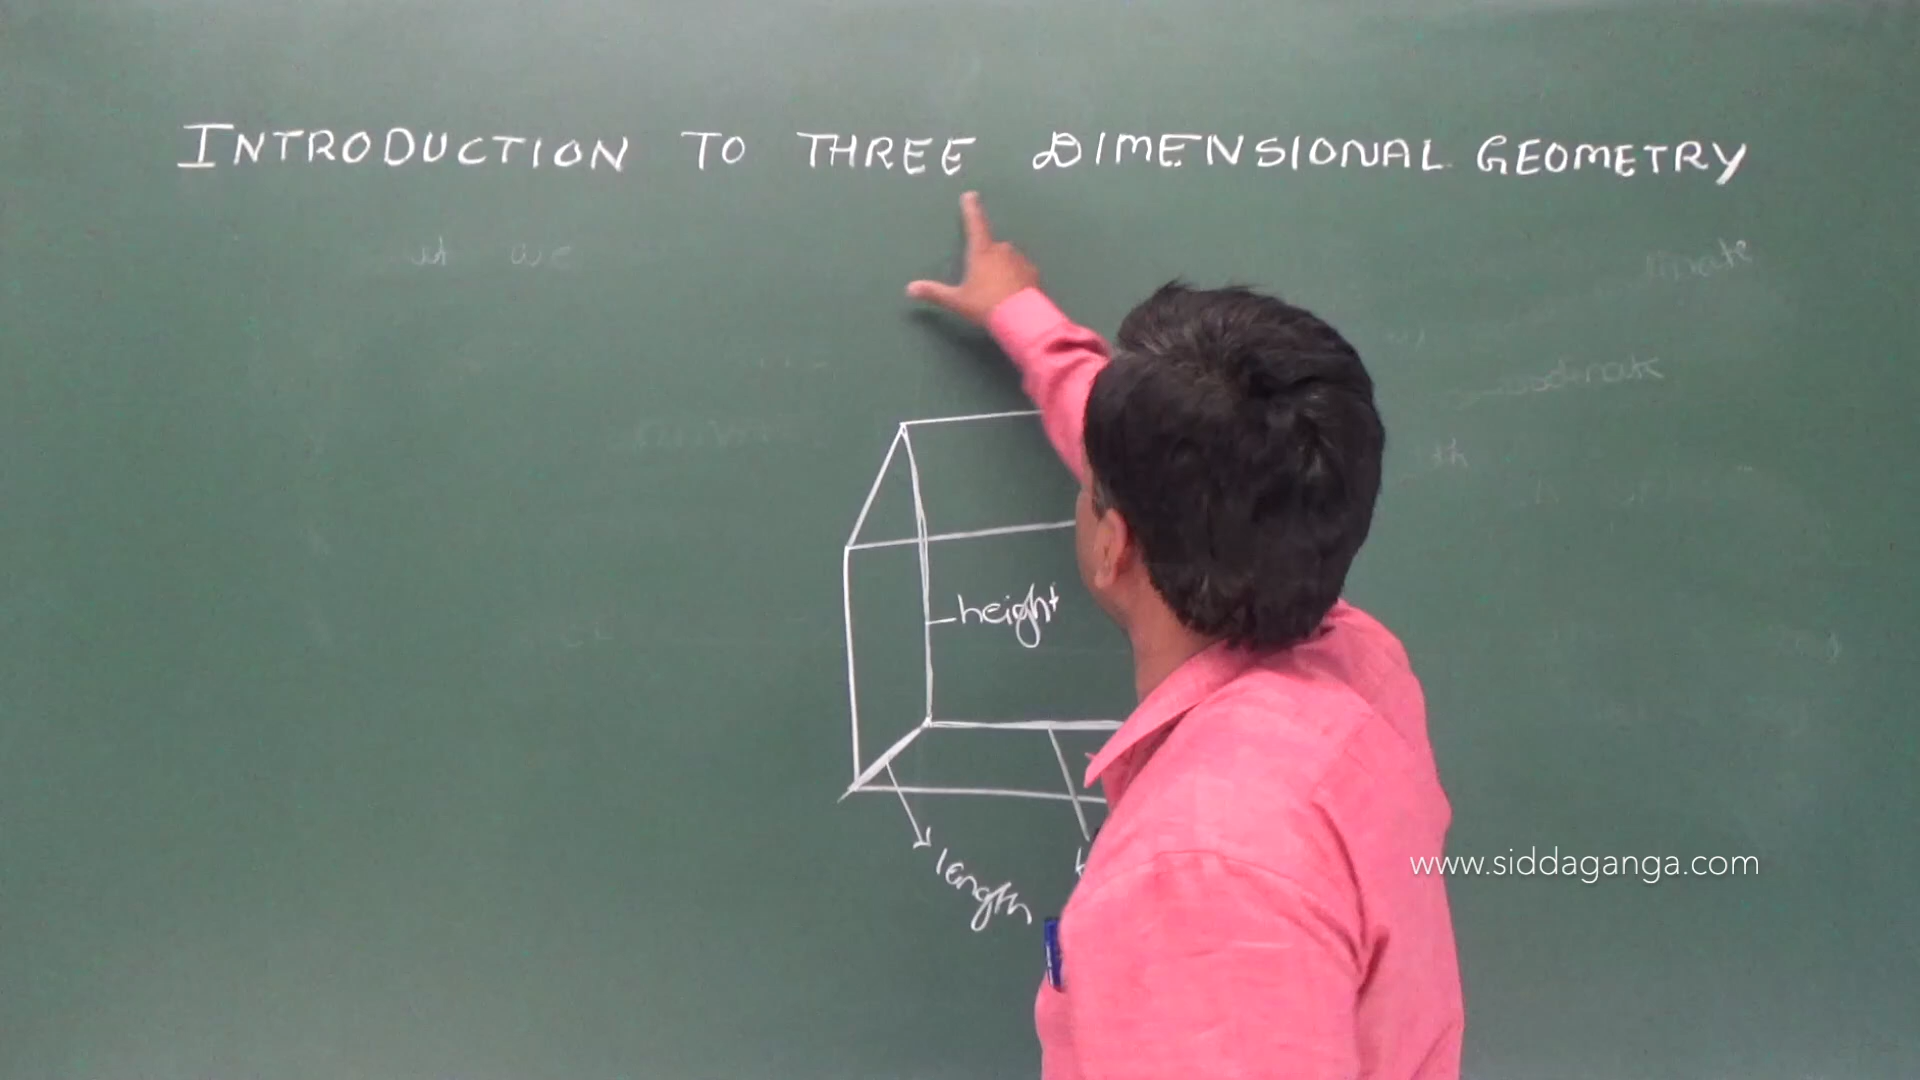 INTRODUCTION TO THREE DIMENSIONAL GEOMETRY
height
length
www.siddaganga.com